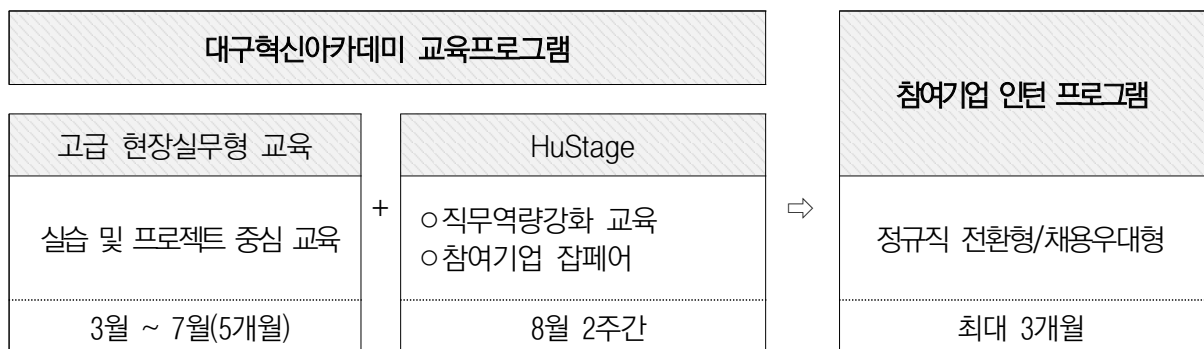 대구혁신아카데미 교육프로그램
참여기업 인턴 프로그램
고급 현장실무형 교육
+
HuStage
⇨
실습 및 프로젝트 중심 교육
○직무역량강화 교육
○참여기업 잡페어
정규직 전환형/채용우대형
3월 ~ 7월(5개월)
8월 2주간
최대 3개월